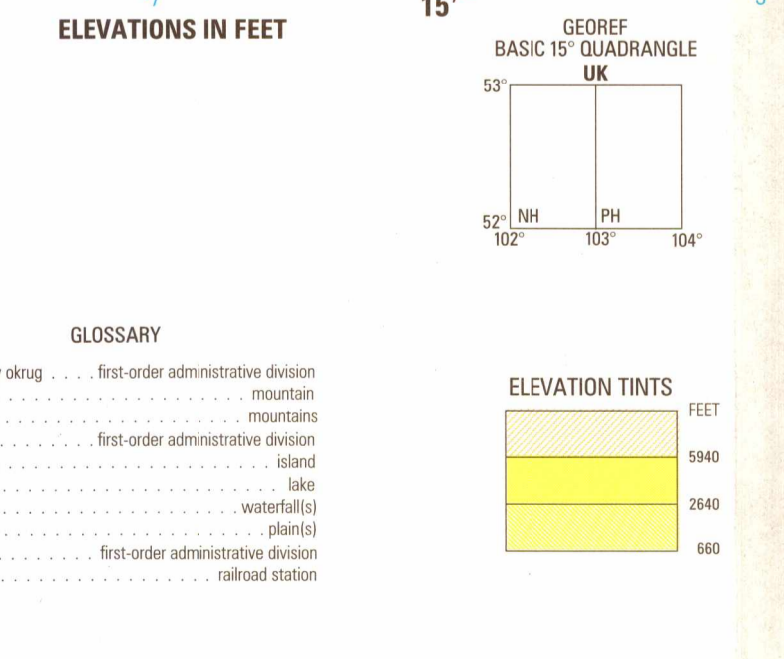 15'
ELEVATIONS IN FEET
GEOREF
BASIC 15° QUADRANGLE
UK
53°
52° NH PH
102° 103° 104°
GLOSSARY
okrug . . . . first-order administrative division
. . . . . . . . . . . . . . . . . . . . mountain
. . . . . . . . . . . . . . . . . . . . mountains
. . . . . . . . first-order administrative division
. . . . . . . . . . . . . . . . . . . . . . . island
. . . . . . . . . . . . . . . . . . . . . . . . lake
. . . . . . . . . . . . . . . . . . . . waterfall(s)
. . . . . . . . . . . . . . . . . . . . . . plain(s)
. . . . . . . . first-order administrative division
. . . . . . . . . . . . . . . . . railroad station
ELEVATION TINTS
FEET
5940
2640
660